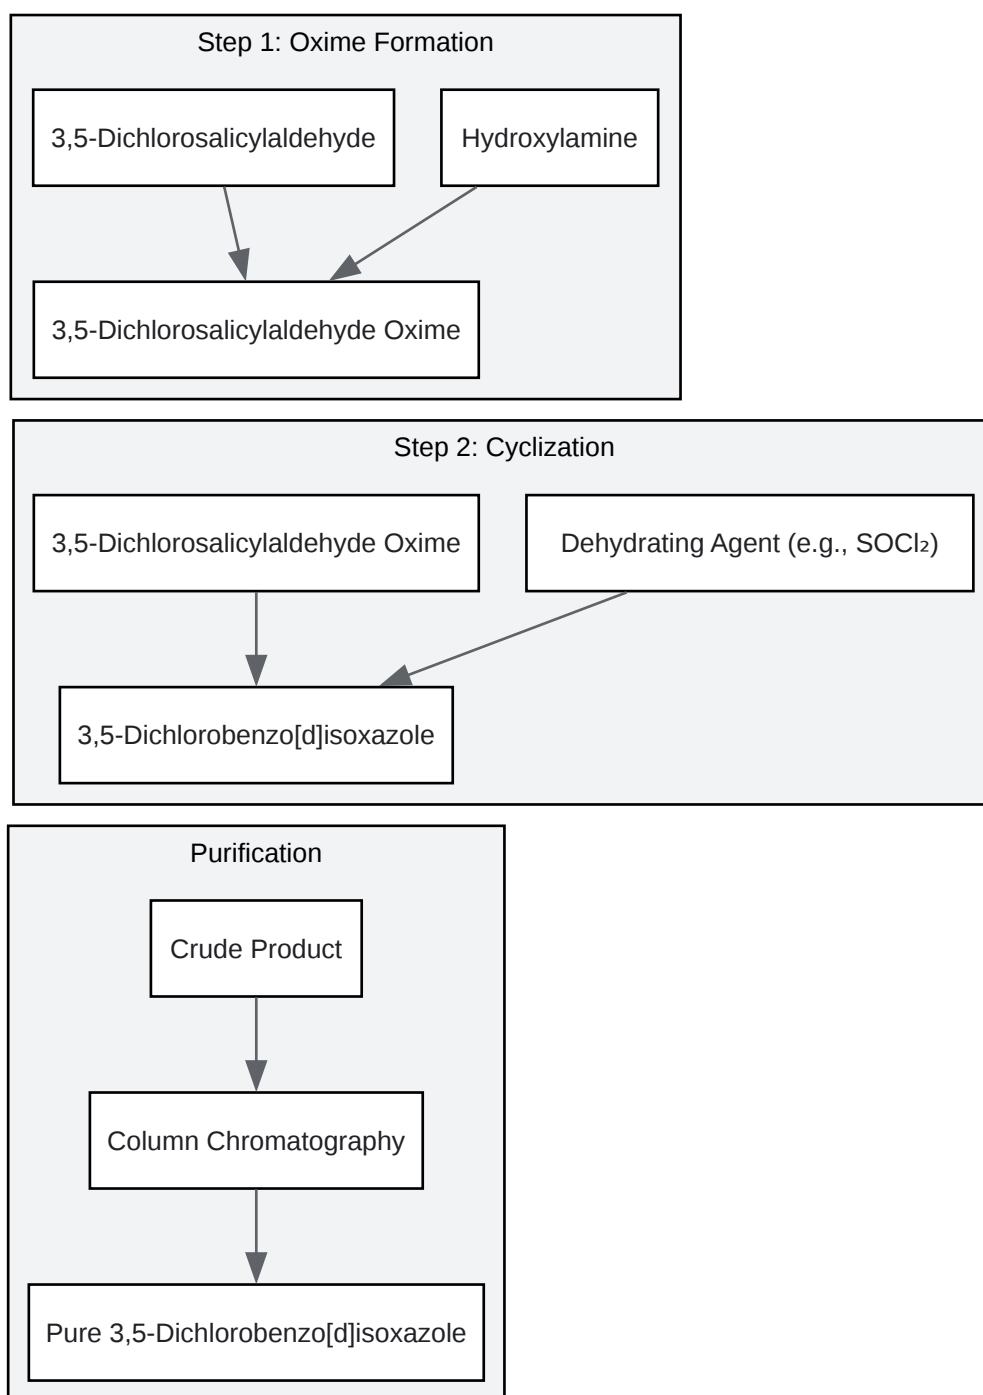 Step 1: Oxime Formation
3,5-Dichlorosalicylaldehyde
Hydroxylamine
3,5-Dichlorosalicylaldehyde Oxime
Step 2: Cyclization
3,5-Dichlorosalicylaldehyde Oxime
Dehydrating Agent (e.g., SOCl₂)
3,5-Dichlorobenzo[d]isoxazole
Purification
Crude Product
Column Chromatography
Pure 3,5-Dichlorobenzo[d]isoxazole